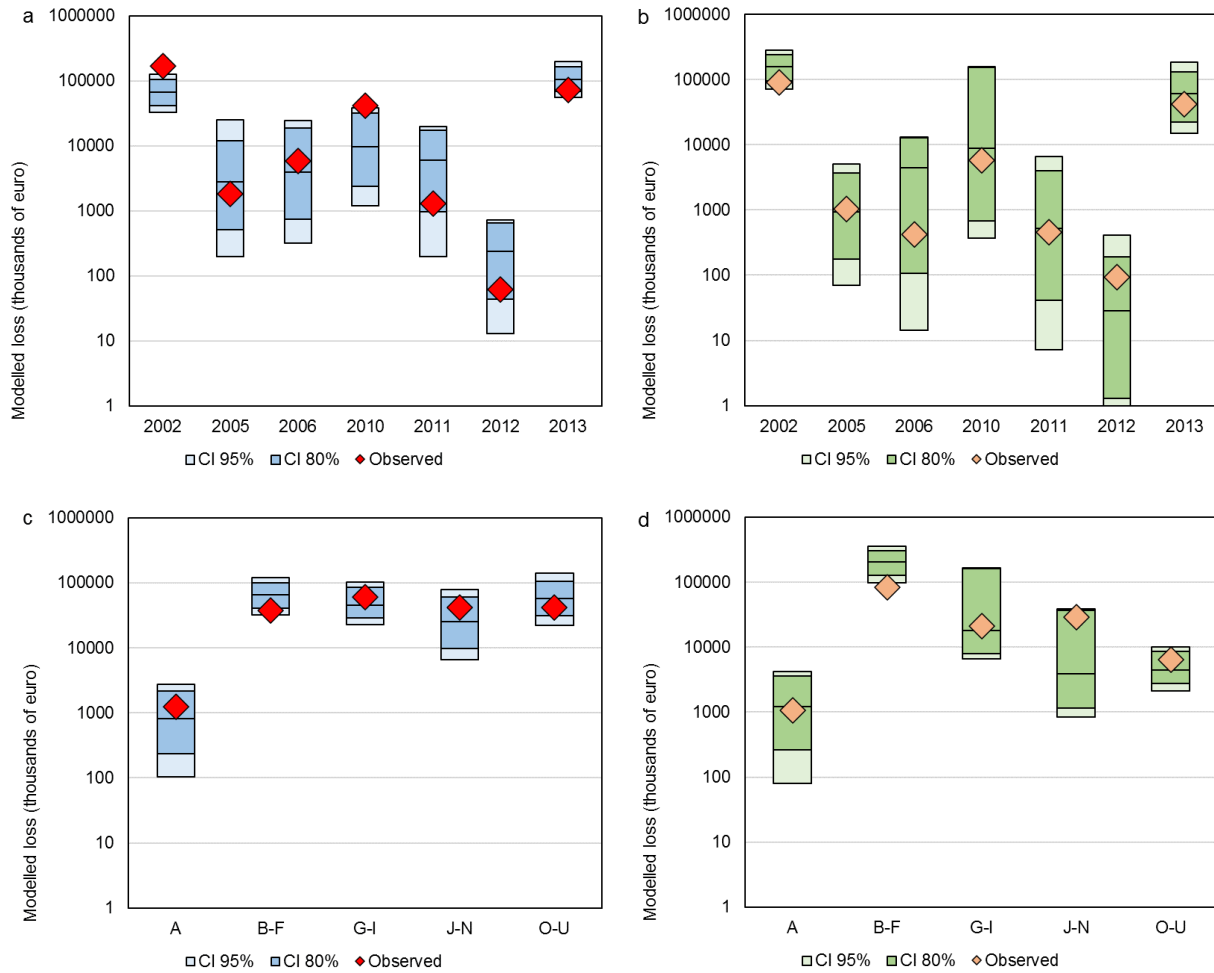 a
Modelled loss (thousands of euro)
1000000
100000
10000
1000
100
10
1
2002 2005 2006 2010 2011 2012 2013
CI 95% CI 80% Observed
b
Modelled loss (thousands of euro)
1000000
100000
10000
1000
100
10
1
2002 2005 2006 2010 2011 2012 2013
CI 95% CI 80% Observed
c
Modelled loss (thousands of euro)
1000000
100000
10000
1000
100
10
1
A B-F G-I J-N O-U
CI 95% CI 80% Observed
d
Modelled loss (thousands of euro)
1000000
100000
10000
1000
100
10
1
A B-F G-I J-N O-U
CI 95% CI 80% Observed